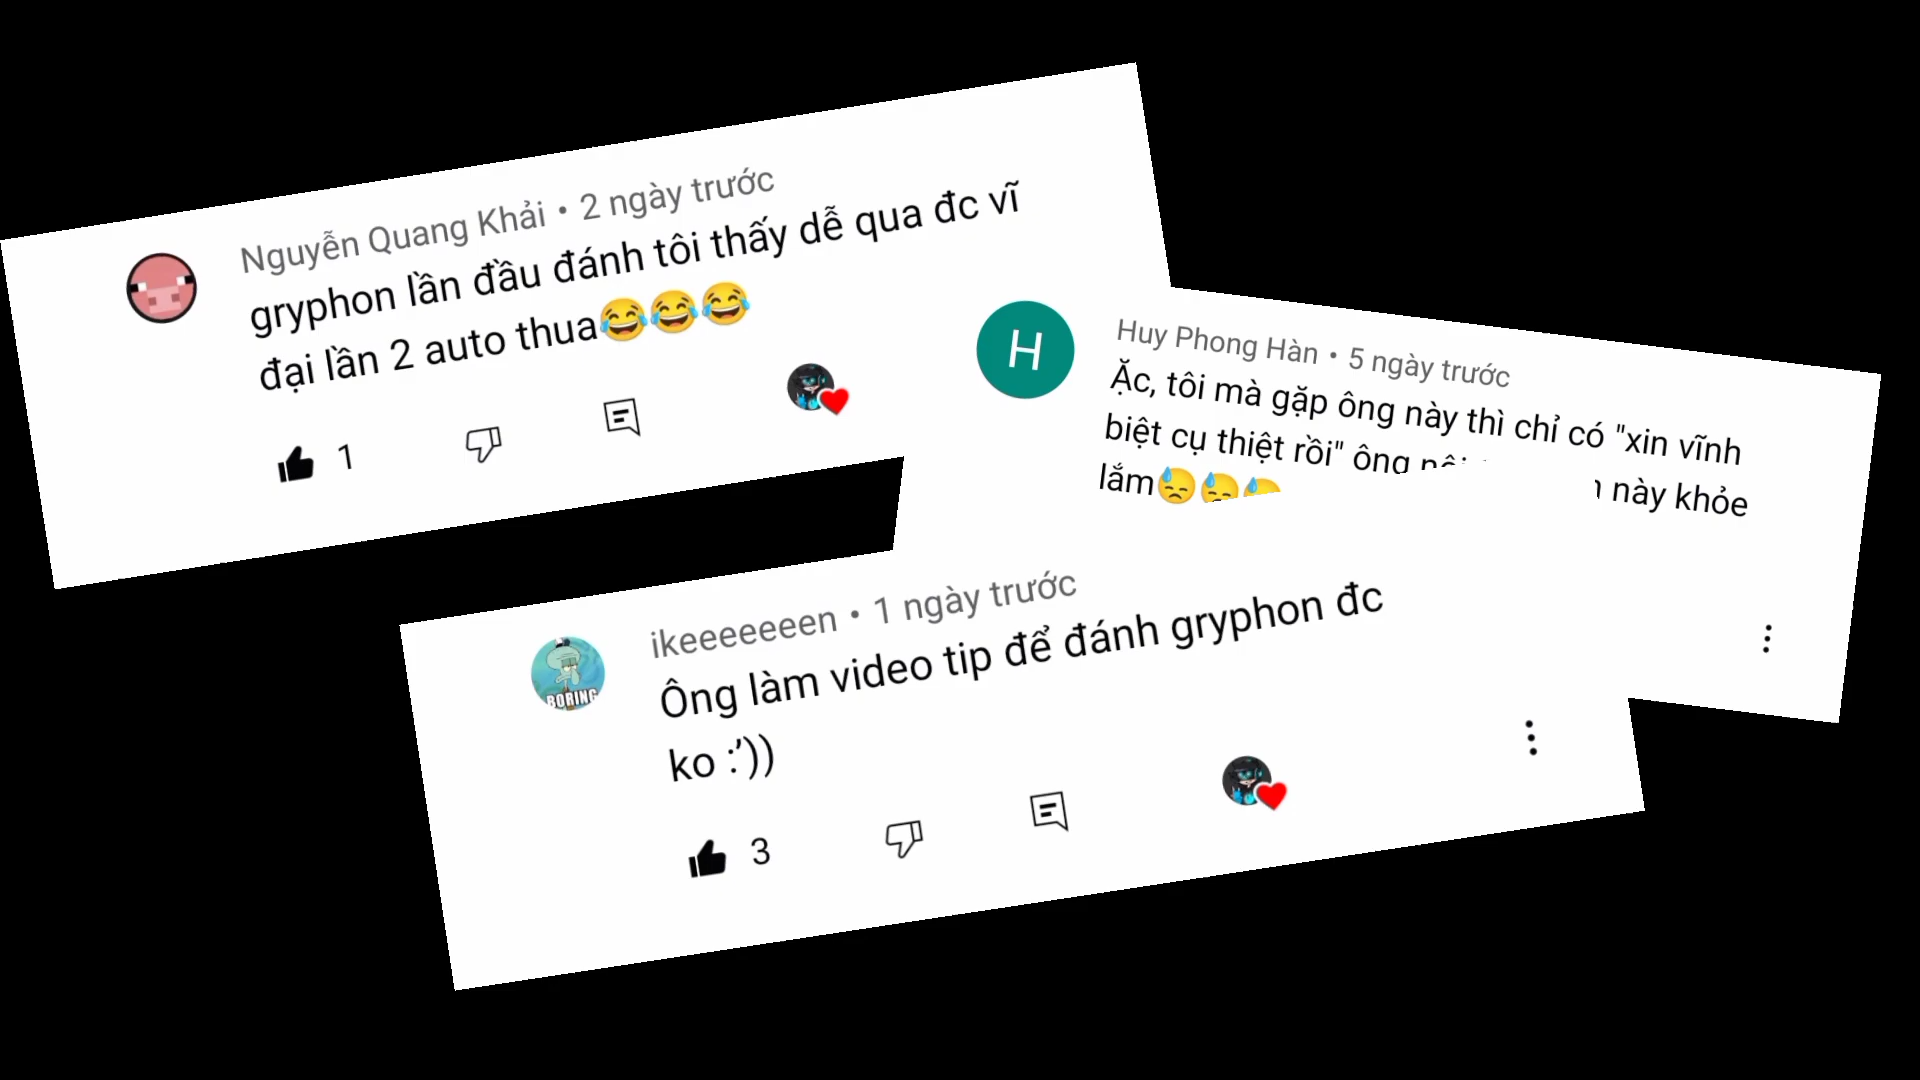 Nguyễn Quang Khải • 2 ngày trước
gryphon lần đầu đánh tôi thấy dễ qua đc vĩ
đại lần 2 auto thua😂😂😂
1
H
Huy Phong Hàn • 5 ngày trước
Ặc, tôi mà gặp ông này thì chỉ có "xin vĩnh
biệt cụ thiệt rồi" ông này khỏe
lắm😓😓😓
ikeeeeeeen • 1 ngày trước
Ông làm video tip để đánh gryphon đc
ko :'))
3
BORING